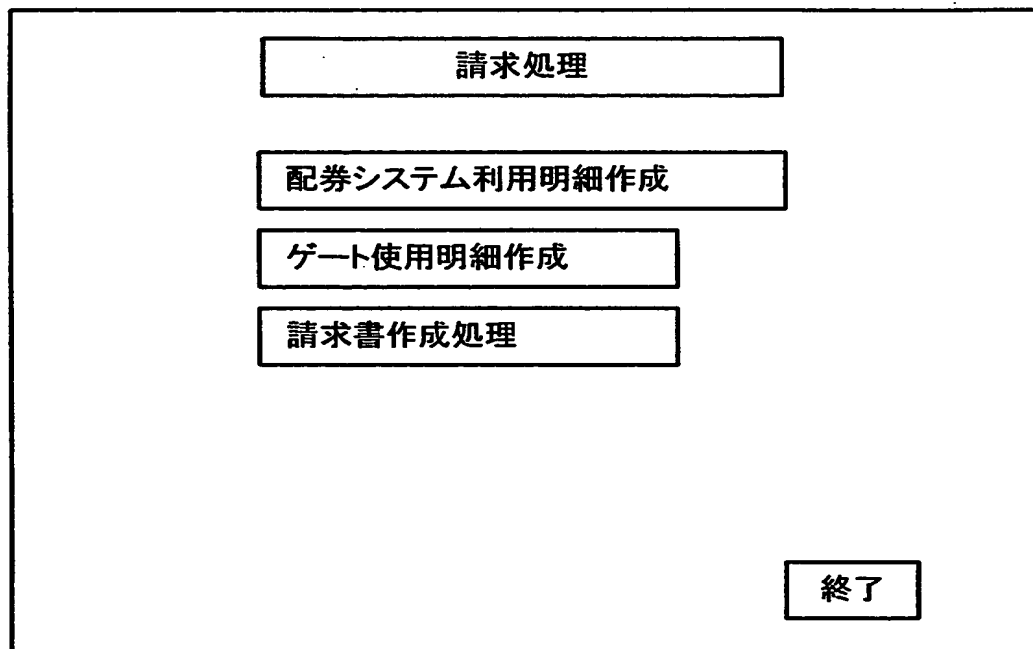 請求処理
配券システム利用明細作成
ゲート使用明細作成
請求書作成処理
終了